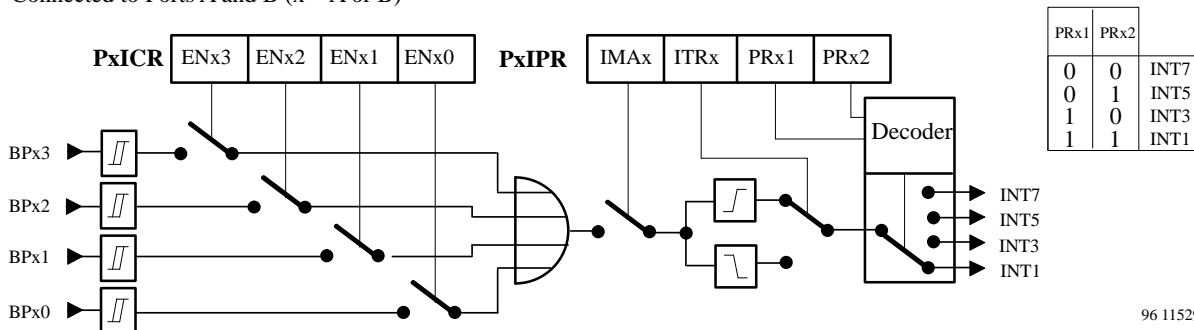 Connected to Ports A and B (x = A or B)
PxICR ENx3 ENx2 ENx1 ENx0 PxIPR IMAx ITRx PRx1 PRx2
PRx1 PRx2
0 0 INT7
0 1 INT5
1 0 INT3
1 1 INT1
Decoder
BPx3
BPx2
BPx1
BPx0
INT7
INT5
INT3
INT1
96 11529